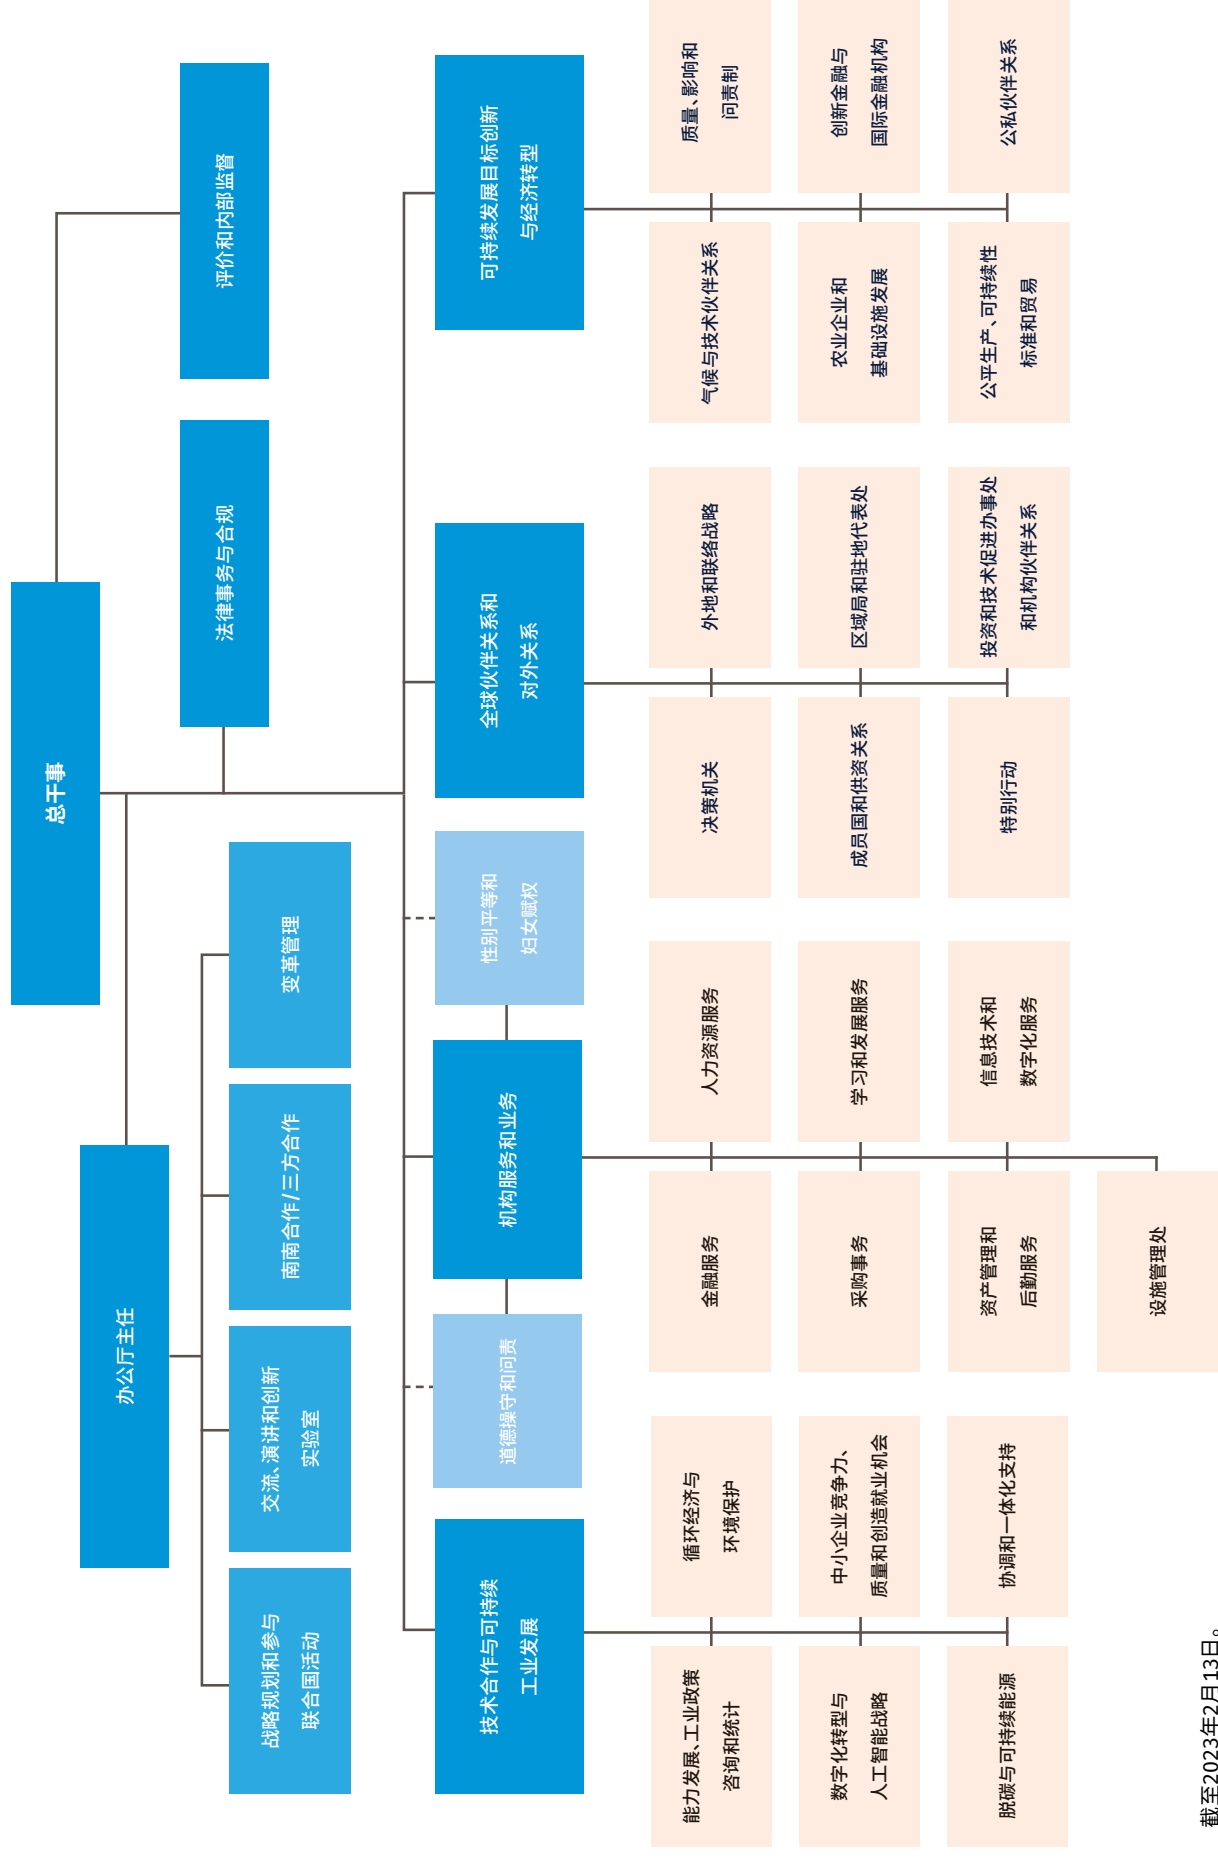 总干事
办公厅主任
法律事务与合规
评价和内部监督
战略规划和参与
联合国活动
交流、演讲和创新
实验室
南南合作/三方合作
变革管理
技术合作与可持续
工业发展
道德操守和问责
机构服务和业务
性别平等和
妇女赋权
全球伙伴关系和
对外关系
可持续发展目标创新
与经济转型
能力发展、工业政策
咨询和统计
循环经济与
环境保护
数字化转型与
人工智能战略
中小企业竞争力、
质量和创造就业机会
脱碳与可持续能源
协调和一体化支持
金融服务
人力资源服务
采购事务
学习和发展服务
资产管理和
后勤服务
信息技术和
数字化服务
设施管理处
决策机关
外地和联络战略
成员国和供资关系
区域局和驻地代表处
特别行动
投资和技术促进办事处
和机构伙伴关系
气候与技术伙伴关系
质量、影响和
问责制
农业企业和
基础设施发展
创新金融与
国际金融机构
公平生产、可持续性
标准和贸易
公私伙伴关系
截至2023年2月13日。